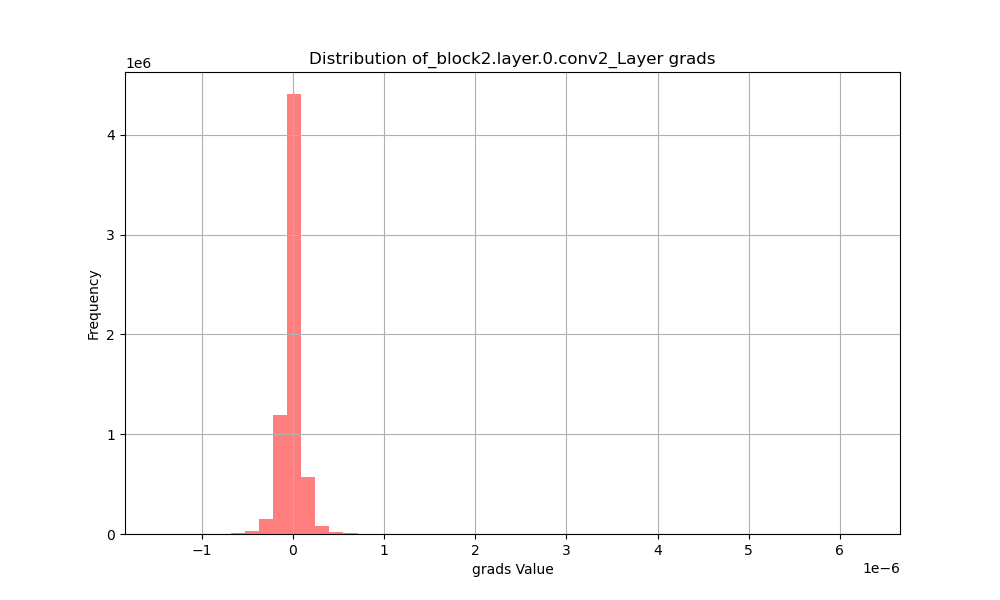 Distribution of_block2.layer.0.conv2_Layer grads
1e6
4
3
2
1
0
Frequency
−1 0 1 2 3 4 5 6
1e−6
grads Value